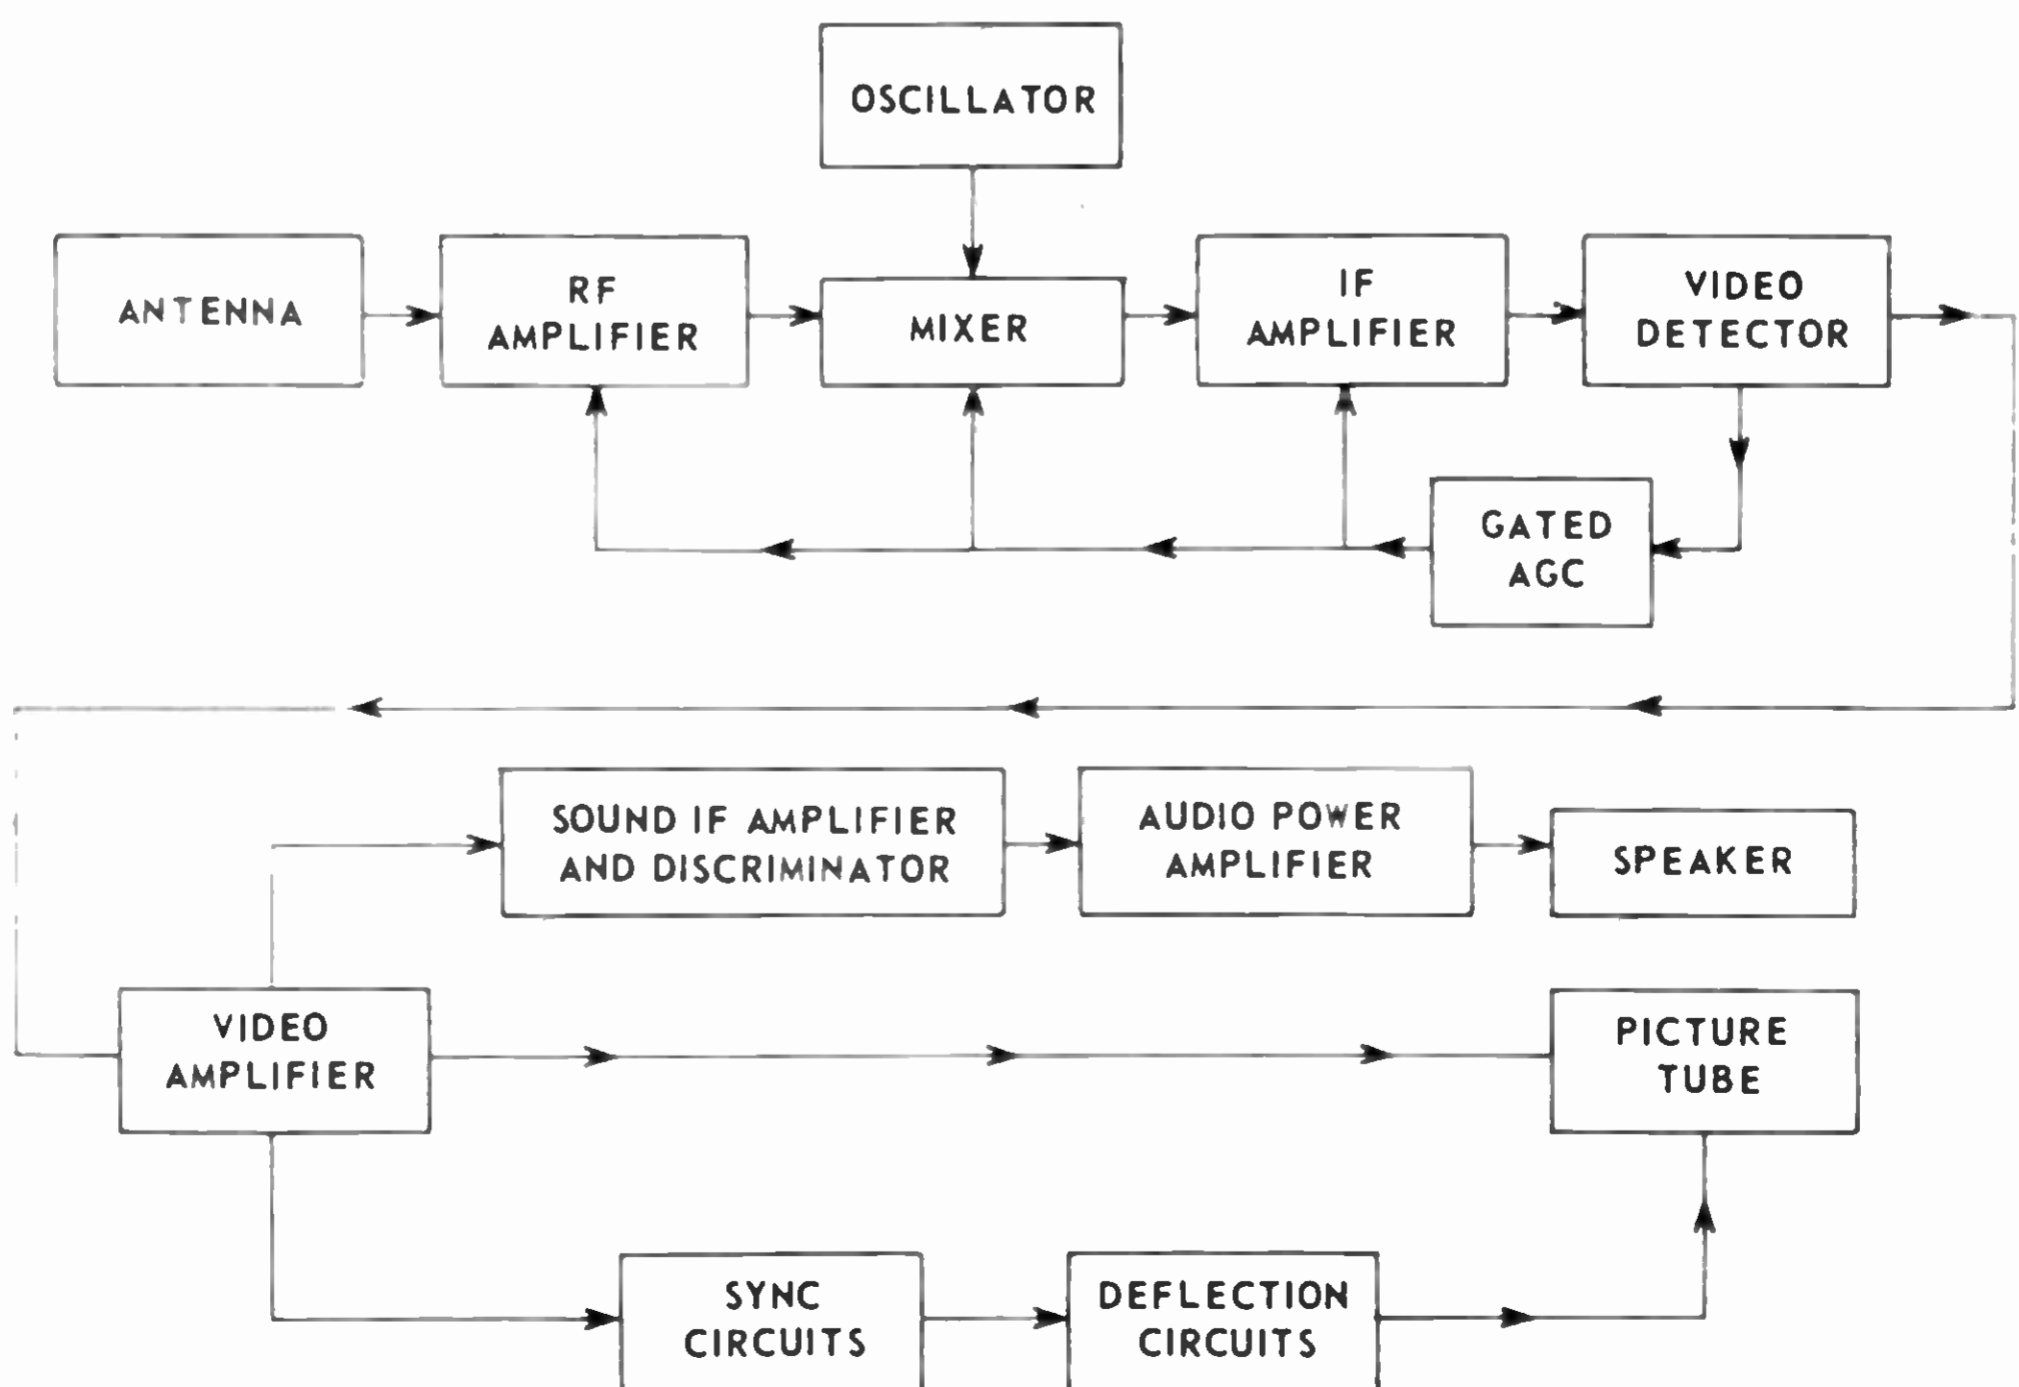 OSCILLATOR
ANTENNA
RF
AMPLIFIER
MIXER
IF
AMPLIFIER
VIDEO
DETECTOR
GATED
AGC
SOUND IF AMPLIFIER
AND DISCRIMINATOR
AUDIO POWER
AMPLIFIER
SPEAKER
VIDEO
AMPLIFIER
PICTURE
TUBE
SYNC
CIRCUITS
DEFLECTION
CIRCUITS